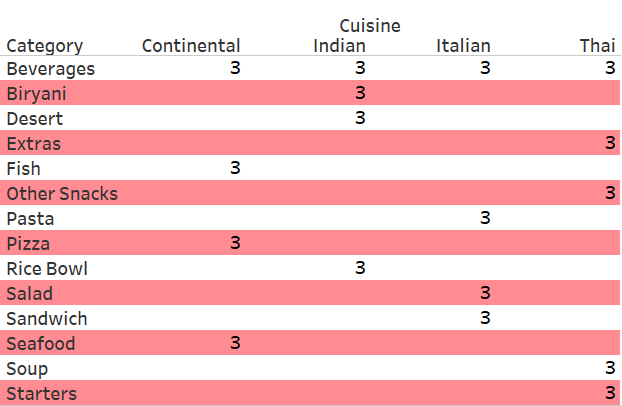 Cuisine
Category Continental Indian Italian Thai
Beverages 3 3 3 3
Biryani 3
Desert 3
Extras 3
Fish 3
Other Snacks 3
Pasta 3
Pizza 3
Rice Bowl 3
Salad 3
Sandwich 3
Seafood 3
Soup 3
Starters 3